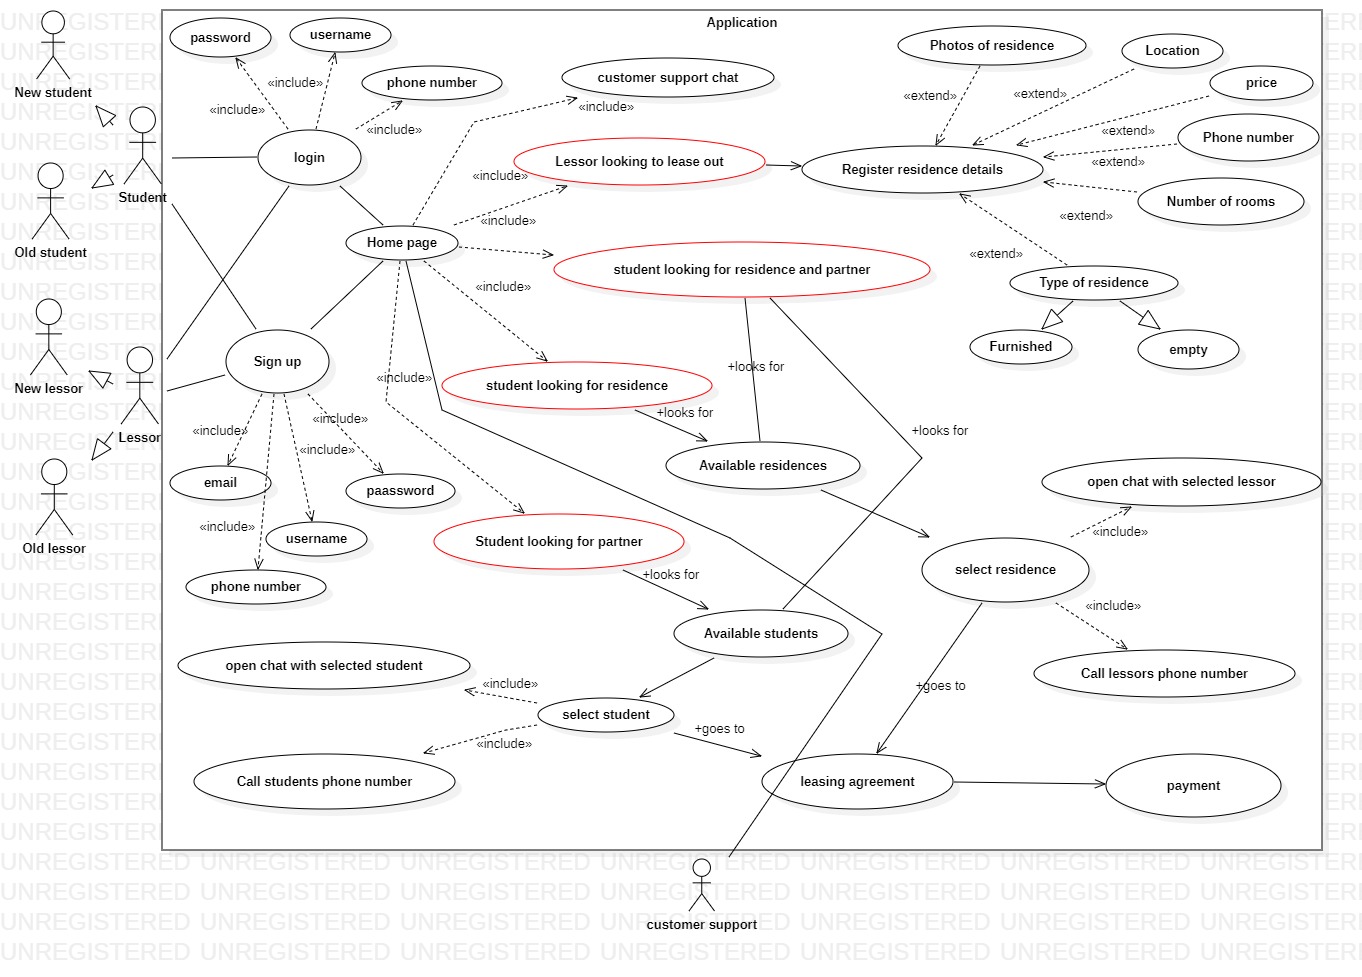 Application
password
username
phone number
«include»
«include»
«include»
login
New student
Student
Old student
New lessor
Lessor
Old lessor
customer support chat
«include»
Lessor looking to lease out
«include»
«include»
Home page
student looking for residence and partner
«include»
student looking for residence
+looks for
+looks for
+looks for
Available residences
Sign up
«include»
«include»
«include»
«include»
«include»
email
paassword
username
phone number
Student looking for partner
+looks for
Available students
Photos of residence
Location
price
Phone number
Number of rooms
«extend»
«extend»
«extend»
«extend»
«extend»
«extend»
Register residence details
Type of residence
Furnished
empty
open chat with selected lessor
«include»
select residence
«include»
Call lessors phone number
+goes to
open chat with selected student
«include»
select student
«include»
+goes to
Call students phone number
leasing agreement
payment
customer support
UNREGISTERED UNREGISTERED UNREGISTERED UNREGISTERED UNREGISTERED UNREGISTERED UNREGISTERED